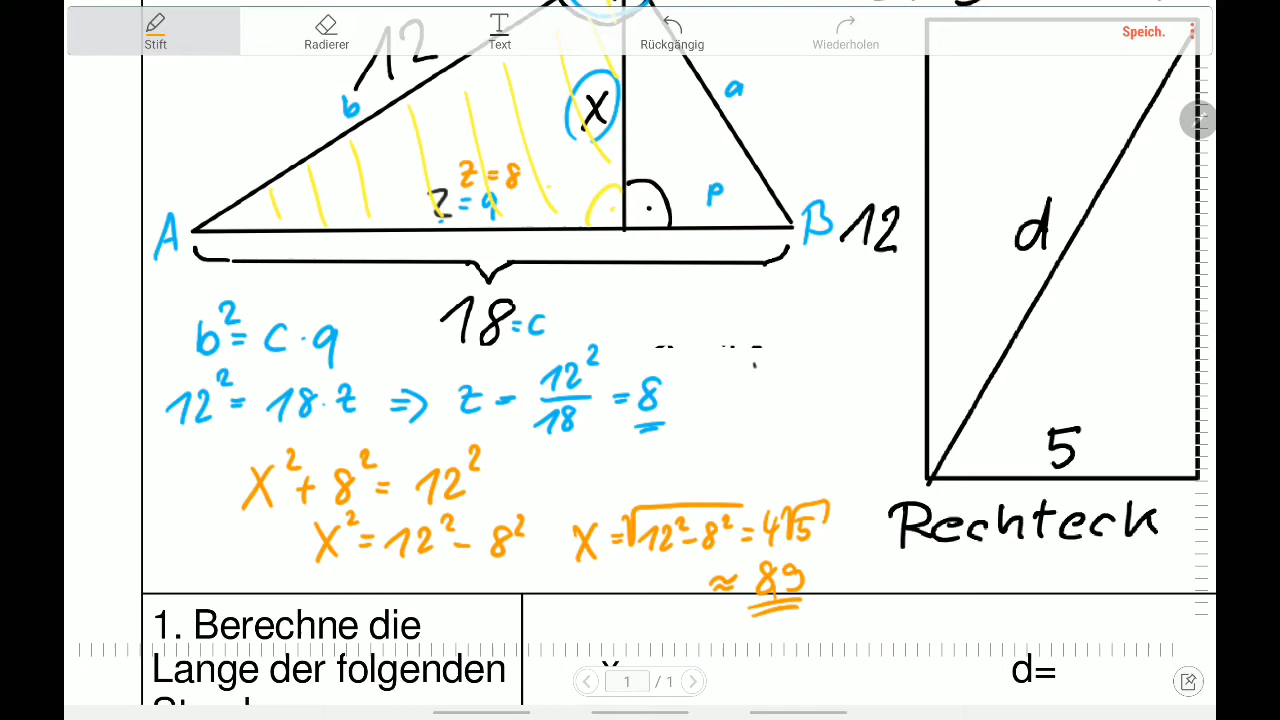 Stift
Radierer
Text
Rückgängig
Wiederholen
Speich.
12
b
x
a
z = 8
? = q
p
A
B
12
d
18 = c
b² = c · q
12² = 18 · z ⇒ z = 12²/18 = 8
5
x² + 8² = 12²
x² = 12² - 8²
x = √12² - 8² = 4√5
≈ 8,9
Rechteck
1. Berechne die
Länge der folgenden
d=
1 / 1